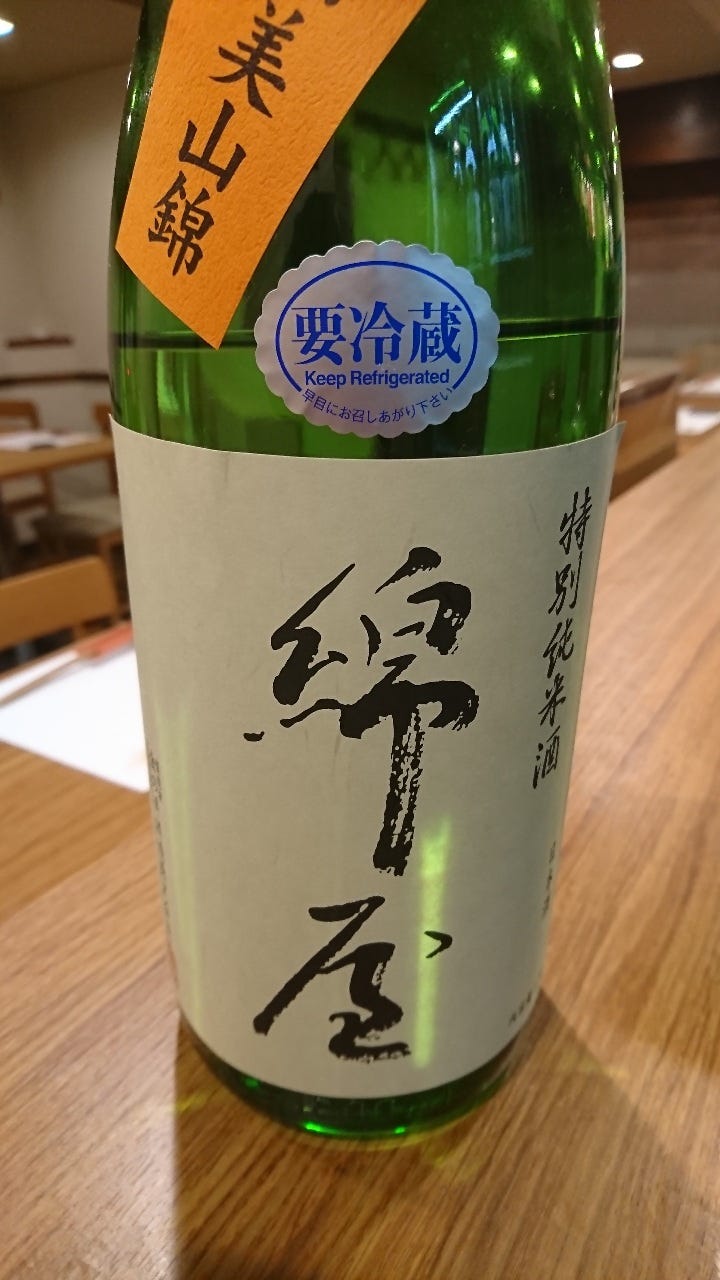 美山錦
要冷蔵
Keep Refrigerated
早目にお召しあがり下さい
特別純米酒
綿屋